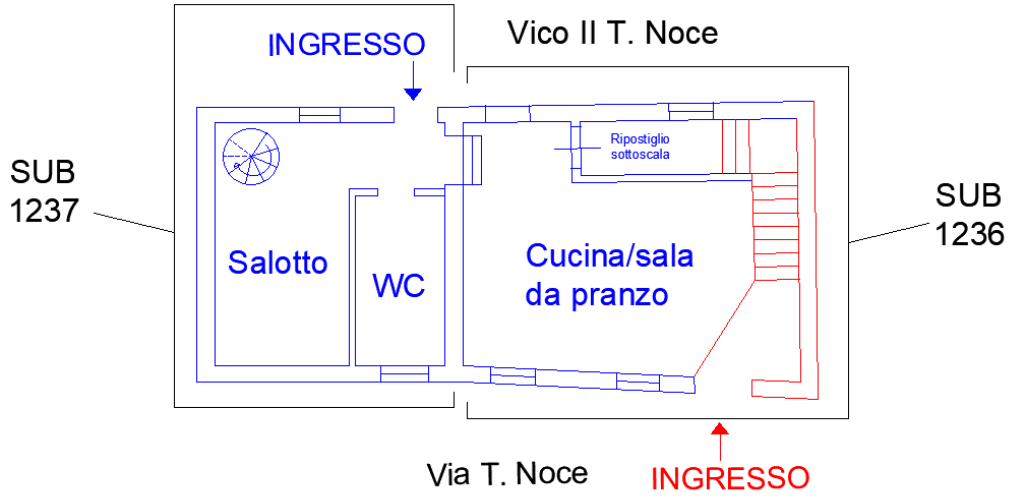 Vico II T. Noce
INGRESSO
Ripostiglio
sottoscala
SUB
1237
SUB
1236
Salotto
WC
Cucina/sala
da pranzo
Via T. Noce
INGRESSO